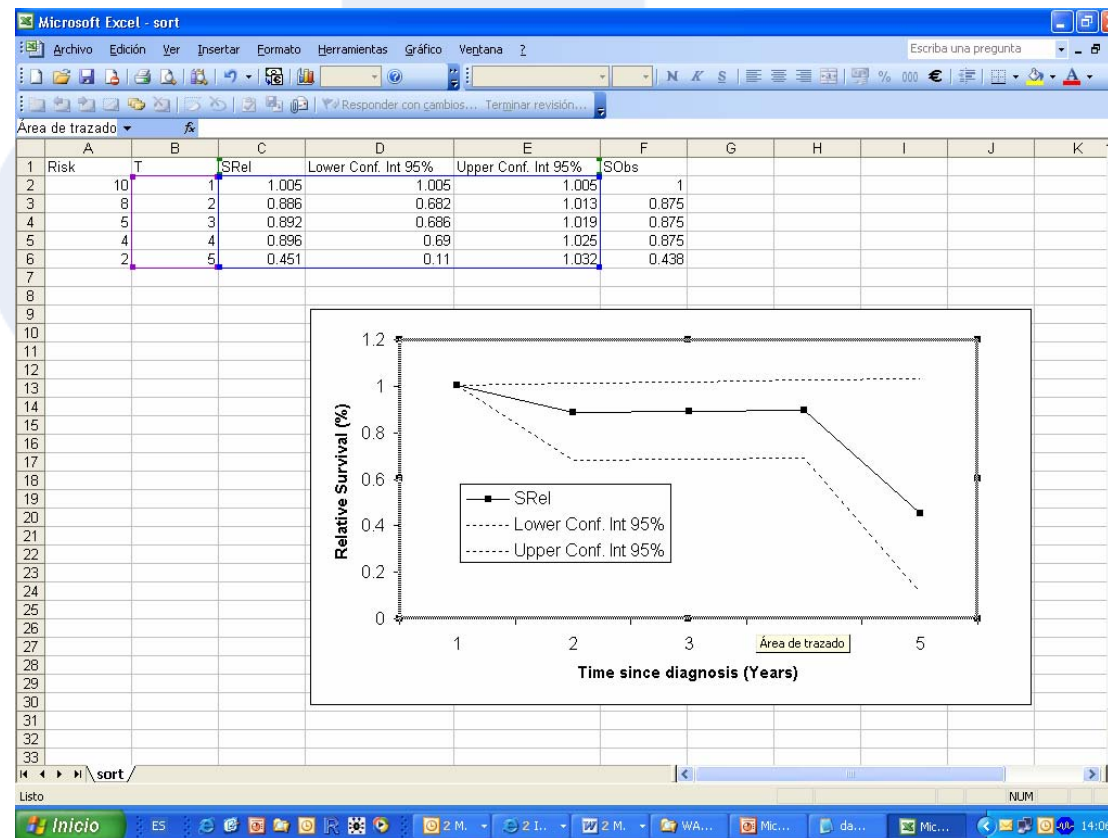 Microsoft Excel - sort
Archivo Edición Ver Insertar Formato Herramientas Gráfico Ventana ? Escriba una pregunta
N K S % 000 €
Responder con cambios... Terminar revisión...
Área de trazado fx
A B C D E F G H I J K
1 Risk T SRel Lower Conf. Int 95% Upper Conf. Int 95% SObs
2 10 1 1.005 1.005 1.005 1
3 8 2 0.886 0.682 1.013 0.875
4 5 3 0.892 0.686 1.019 0.875
5 4 4 0.896 0.69 1.025 0.875
6 2 5 0.451 0.11 1.032 0.438
7
8
9
10
11
12
13
14
15
16
17
18
19
20
21
22
23
24
25
26
27
28
29
30
31
32
33
1.2
1
0.8
0.6
0.4
0.2
0
Relative Survival (%)
SRel
Lower Conf. Int 95%
Upper Conf. Int 95%
1 2 3 Área de trazado 5
Time since diagnosis (Years)
sort
Listo NUM
Inicio ES 2 M. 2 I.. 2 M. WA... Mic... da... Mic... 14:06